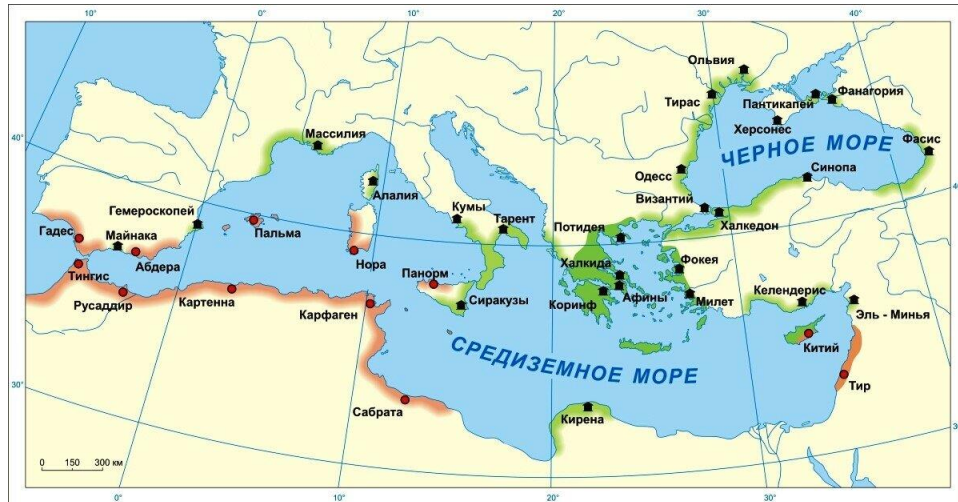 10°
0°
10°
20°
30°
40°
Ольвия
Тирас
Пантикапей
Фанагория
Херсонес
Фасис
40°
Массилия
ЧЕРНОЕ МОРЕ
Одесс
Синопа
Алалия
Кумы
Византий
40°
Гемероскопей
Тарент
Потидея
Халкедон
Гадес
Майнака
Пальма
Абдера
Нора
Панорм
Халкида
Фокея
Тингис
Келендерис
Русаддир
Картенна
Карфаген
Сиракузы
Коринф
Афины
Милет
Эль - Минья
СРЕДИЗЕМНОЕ МОРЕ
Китий
30°
Тир
Сабрата
Кирена
0 150 300 км
0°
10°
20°
30°